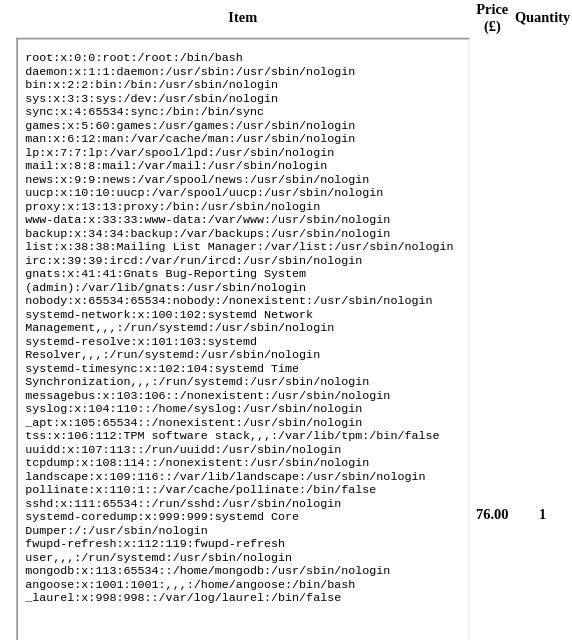 Item Price (£) Quantity
root:x:0:0:root:/root:/bin/bash
daemon:x:1:1:daemon:/usr/sbin:/usr/sbin/nologin
bin:x:2:2:bin:/bin:/usr/sbin/nologin
sys:x:3:3:sys:/dev:/usr/sbin/nologin
sync:x:4:65534:sync:/bin:/bin/sync
games:x:5:60:games:/usr/games:/usr/sbin/nologin
man:x:6:12:man:/var/cache/man:/usr/sbin/nologin
lp:x:7:7:lp:/var/spool/lpd:/usr/sbin/nologin
mail:x:8:8:mail:/var/mail:/usr/sbin/nologin
news:x:9:9:news:/var/spool/news:/usr/sbin/nologin
uucp:x:10:10:uucp:/var/spool/uucp:/usr/sbin/nologin
proxy:x:13:13:proxy:/bin:/usr/sbin/nologin
www-data:x:33:33:www-data:/var/www:/usr/sbin/nologin
backup:x:34:34:backup:/var/backups:/usr/sbin/nologin
list:x:38:38:Mailing List Manager:/var/list:/usr/sbin/nologin
irc:x:39:39:ircd:/var/run/ircd:/usr/sbin/nologin
gnats:x:41:41:Gnats Bug-Reporting System
(admin):/var/lib/gnats:/usr/sbin/nologin
nobody:x:65534:65534:nobody:/nonexistent:/usr/sbin/nologin
systemd-network:x:100:102:systemd Network
Management,,,:/run/systemd:/usr/sbin/nologin
systemd-resolve:x:101:103:systemd
Resolver,,,:/run/systemd:/usr/sbin/nologin
systemd-timesync:x:102:104:systemd Time
Synchronization,,,:/run/systemd:/usr/sbin/nologin
messagebus:x:103:106::/nonexistent:/usr/sbin/nologin
syslog:x:104:110::/home/syslog:/usr/sbin/nologin
_apt:x:105:65534::/nonexistent:/usr/sbin/nologin
tss:x:106:112:TPM software stack,,,:/var/lib/tpm:/bin/false
uuidd:x:107:113::/run/uuidd:/usr/sbin/nologin
tcpdump:x:108:114::/nonexistent:/usr/sbin/nologin
landscape:x:109:116::/var/lib/landscape:/usr/sbin/nologin
pollinate:x:110:1::/var/cache/pollinate:/bin/false
sshd:x:111:65534::/run/sshd:/usr/sbin/nologin
systemd-coredump:x:999:999:systemd Core
Dumper:/:/usr/sbin/nologin
fwupd-refresh:x:112:119:fwupd-refresh
user,,,:/run/systemd:/usr/sbin/nologin
mongodb:x:113:65534::/home/mongodb:/usr/sbin/nologin
angoose:x:1001:1001:,,,:/home/angoose:/bin/bash
_laurel:x:998:998::/var/log/laurel:/bin/false
76.00 1